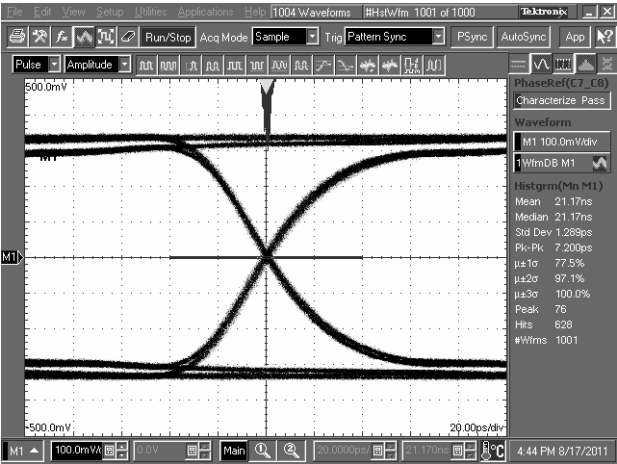 File Edit View Setup Utilities Applications Help 1004 Waveforms #HstWfm 1001 of 1000 Tektronix
Run/Stop Acq Mode Sample Trig Pattern Sync PSync AutoSync App
Pulse Amplitude
500.0mV
PhaseRef(C7_C8)
Characterize Pass
Waveform
M1 100.0mV/div
1 WfmDB M1
Histgrm(Mn M1)
Mean 21.17ns
Median 21.17ns
Std Dev 1.289ps
Pk-Pk 7.200ps
µ±1σ 77.5%
µ±2σ 97.1%
µ±3σ 100.0%
Peak 76
Hits 628
#Wfms 1001
M1
M1
-500.0mV 20.00ps/div
M1 100.0mV/ 0.0V Main 20.0000ps/ 21.170ns °C 4:44 PM 8/17/2011